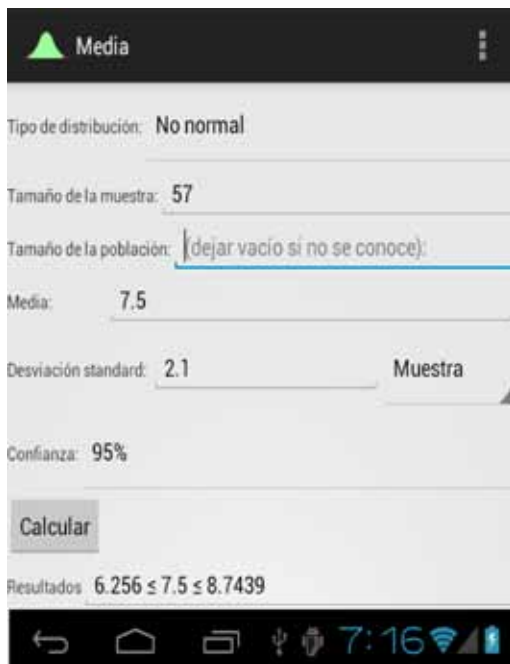 Media
Tipo de distribución: No normal
Tamaño de la muestra: 57
Tamaño de la población: (dejar vacío si no se conoce):
Media: 7.5
Desviación standard: 2.1 Muestra
Confianza: 95%
Calcular
Resultados 6.256 ≤ 7.5 ≤ 8.7439
7:16